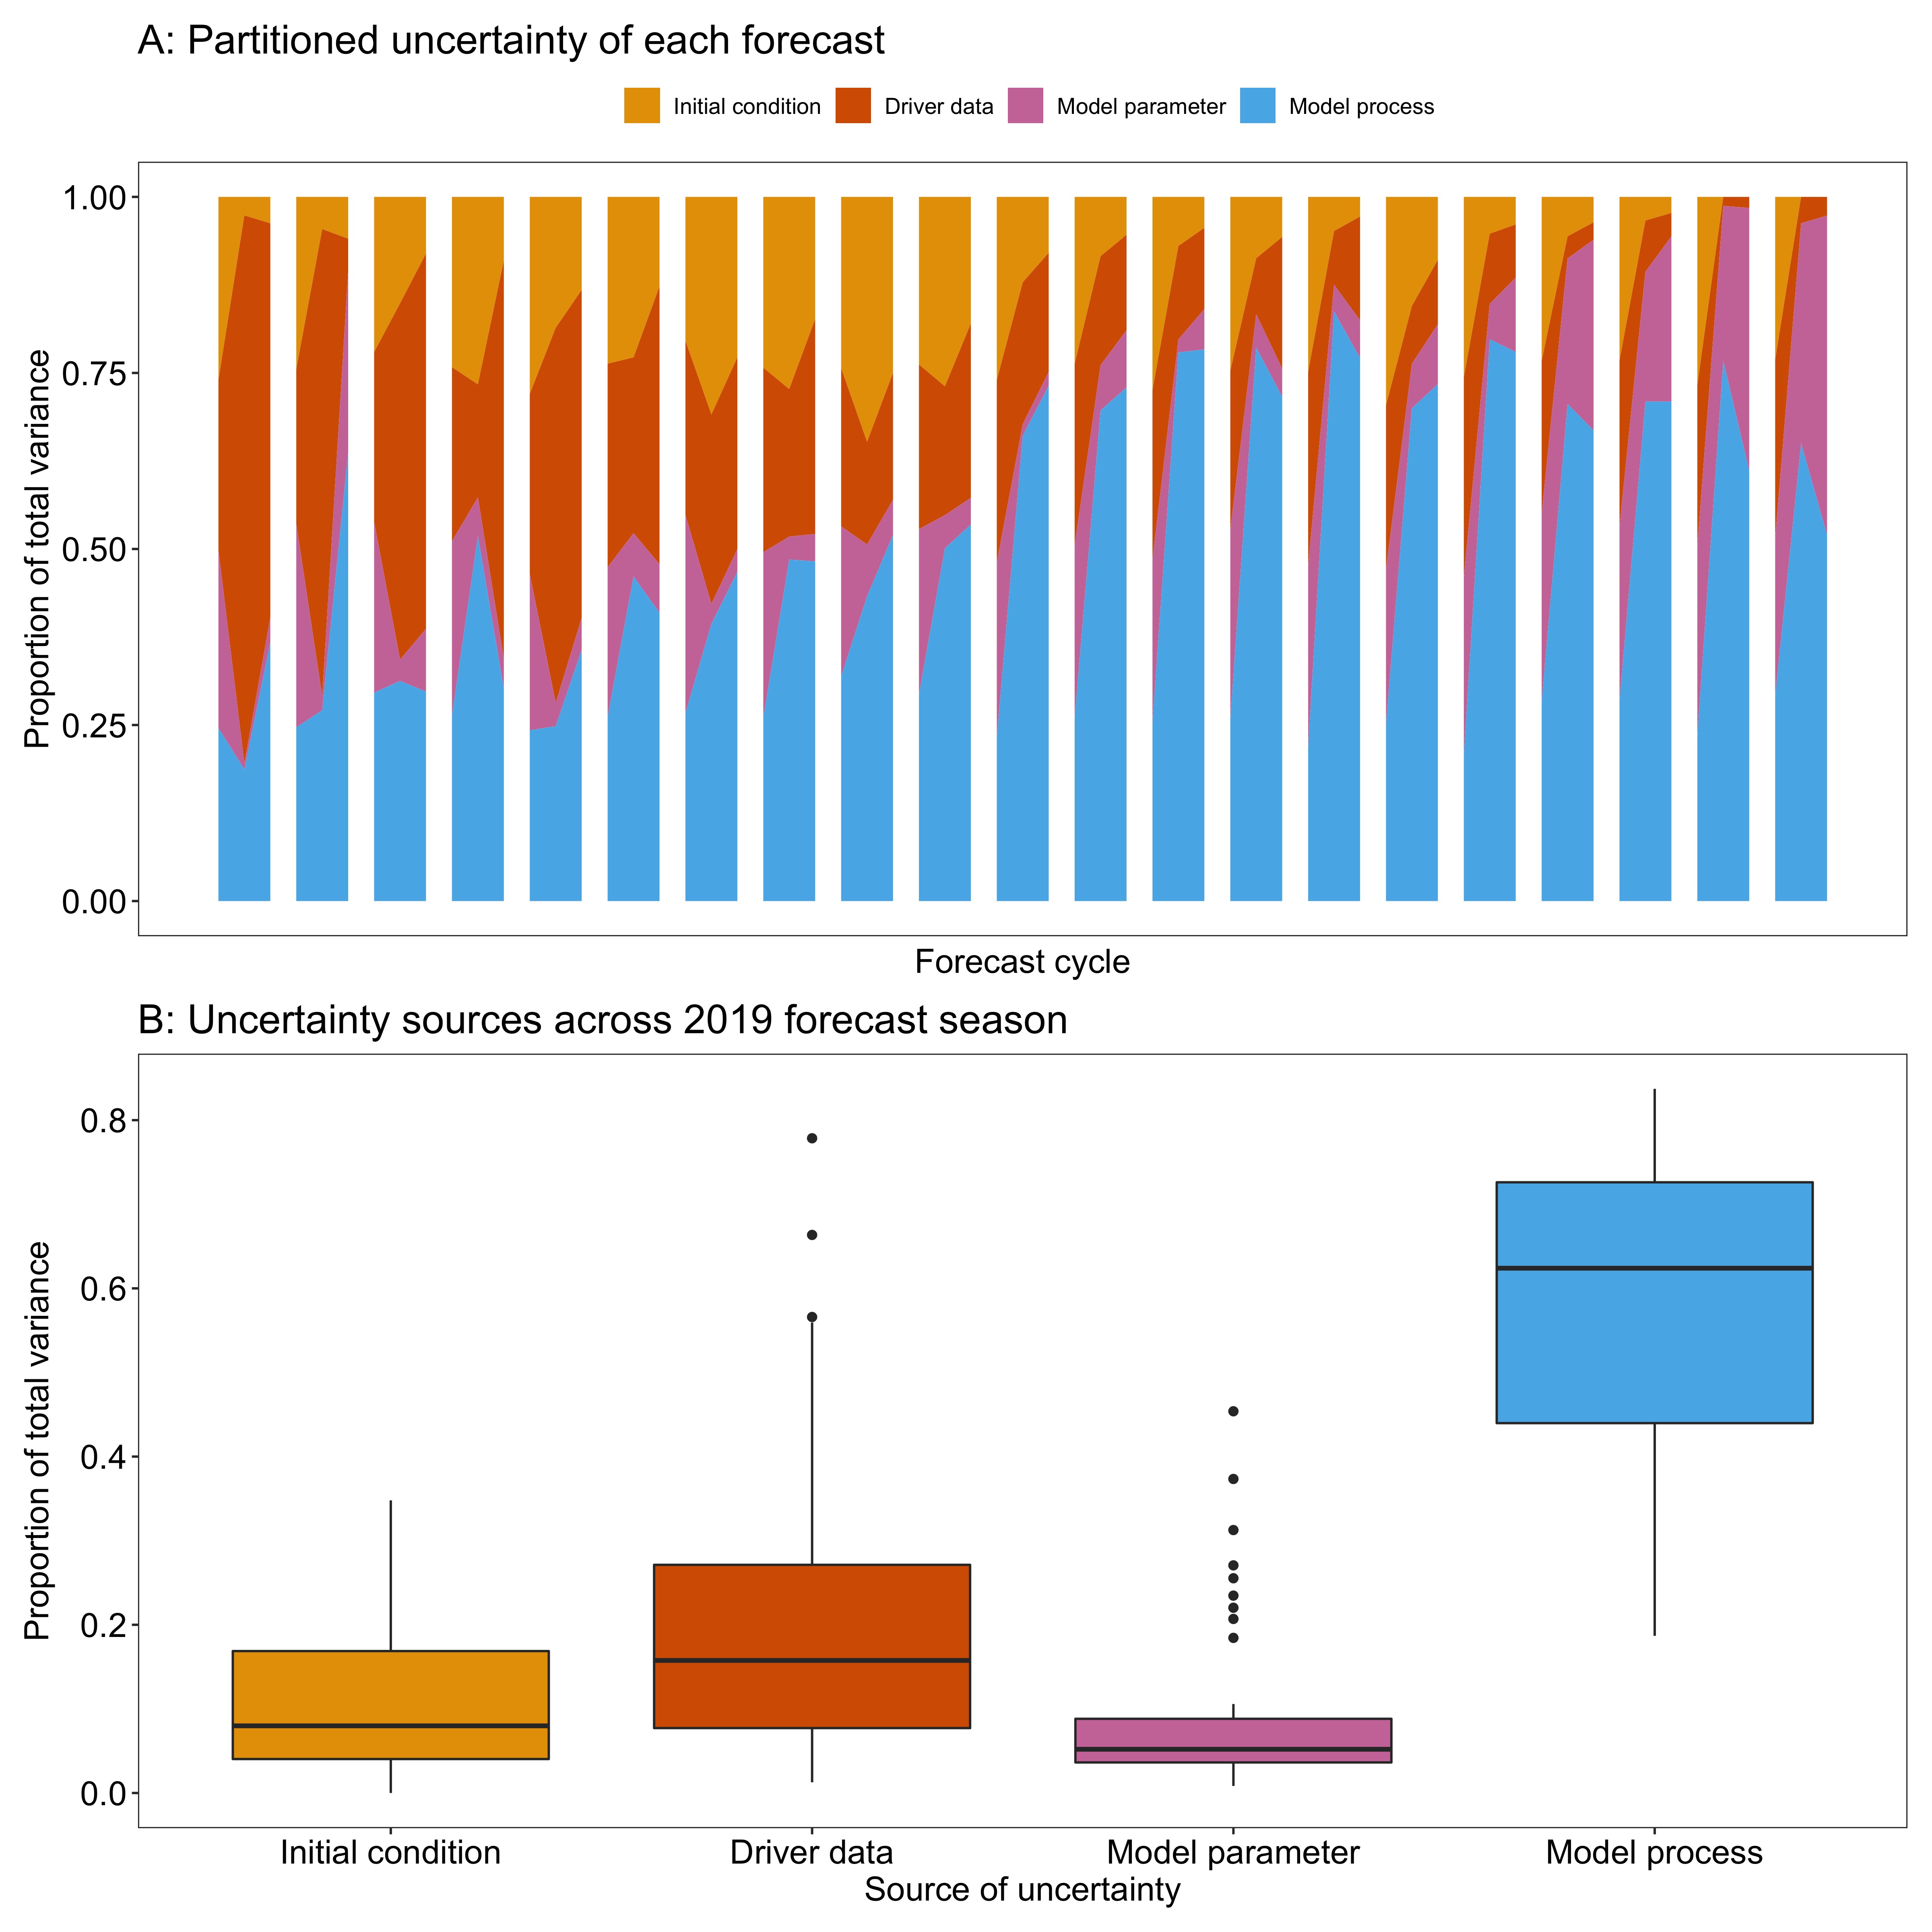 A: Partitioned uncertainty of each forecast
Initial condition Driver data Model parameter Model process
1.00
0.75
0.50
0.25
0.00
Proportion of total variance
Forecast cycle
B: Uncertainty sources across 2019 forecast season
0.8
0.6
0.4
0.2
0.0
Proportion of total variance
Initial condition Driver data Model parameter Model process
Source of uncertainty